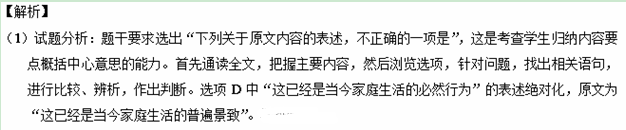 【解析】
（1）试题分析：题干要求选出“下列关于原文内容的表述，不正确的一项是”，这是考查学生归纳内容要
点概括中心意思的能力。首先通读全文，把握主要内容，然后浏览选项，针对问题，找出相关语句，
进行比较、辨析，作出判断。选项 D 中“这已经是当今家庭生活的必然行为”的表述绝对化，原文为
“这已经是当今家庭生活的普遍景致”。